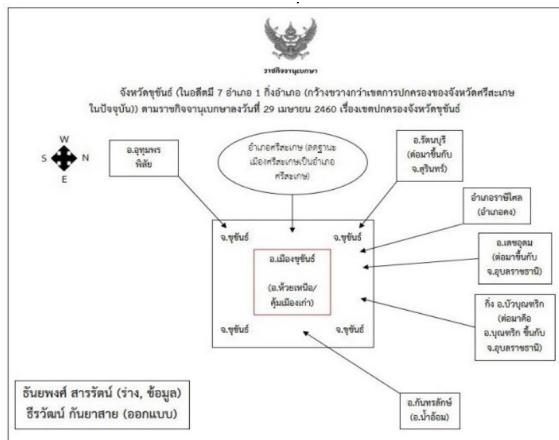 ราชกิจจานุเบกษา
จังหวัดขุขันธ์ (ในอดีตมี 7 อำเภอ 1 กิ่งอำเภอ (กว้างขวางกว่าเขตการปกครองของจังหวัดศรีสะเกษ
ในปัจจุบัน)) ตามราชกิจจานุเบกษาลงวันที่ 29 เมษายน 2460 เรื่องเขตปกครองจังหวัดขุขันธ์
W
S N
E
อ.อุทุมพร
พิสัย
อำเภอศรีสะเกษ (ลดฐานะ
เมืองศรีสะเกษเป็นอำเภอ
ศรีสะเกษ)
อ.รัตนบุรี
(ต่อมาขึ้นกับ
จ.สุรินทร์)
อำเภอราษีไศล
(อำเภอคง)
อ.เดชอุดม
(ต่อมาขึ้นกับ
จ.อุบลราชธานี)
กิ่ง อ.บัวบุณฑริก
(ต่อมาคือ
อ.บุณฑริก ขึ้นกับ
จ.อุบลราชธานี)
จ.ขุขันธ์
จ.ขุขันธ์
อ.เมืองขุขันธ์
(อ.ห้วยเหนือ/
คุ้มเมืองเก่า)
จ.ขุขันธ์
จ.ขุขันธ์
อ.กันทรลักษ์
(อ.น้ำอ้อม)
ธันยพงศ์ สารรัตน์ (ร่าง, ข้อมูล)
ธีรวัฒน์ กันยาสาย (ออกแบบ)